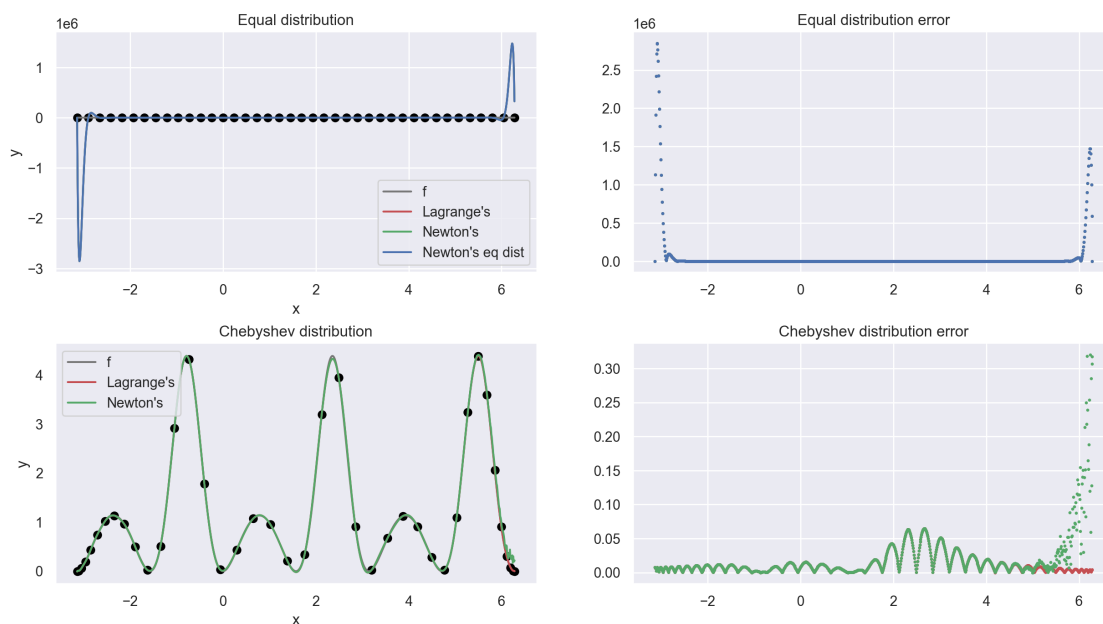 Equal distribution
1e6
1
0
−1
−2
−3
y
−2
0
2
4
6
x
f
Lagrange's
Newton's
Newton's eq dist
Equal distribution error
1e6
2.5
2.0
1.5
1.0
0.5
0.0
−2
0
2
4
6
Chebyshev distribution
4
3
2
1
0
y
−2
0
2
4
6
x
f
Lagrange's
Newton's
Chebyshev distribution error
0.30
0.25
0.20
0.15
0.10
0.05
0.00
−2
0
2
4
6